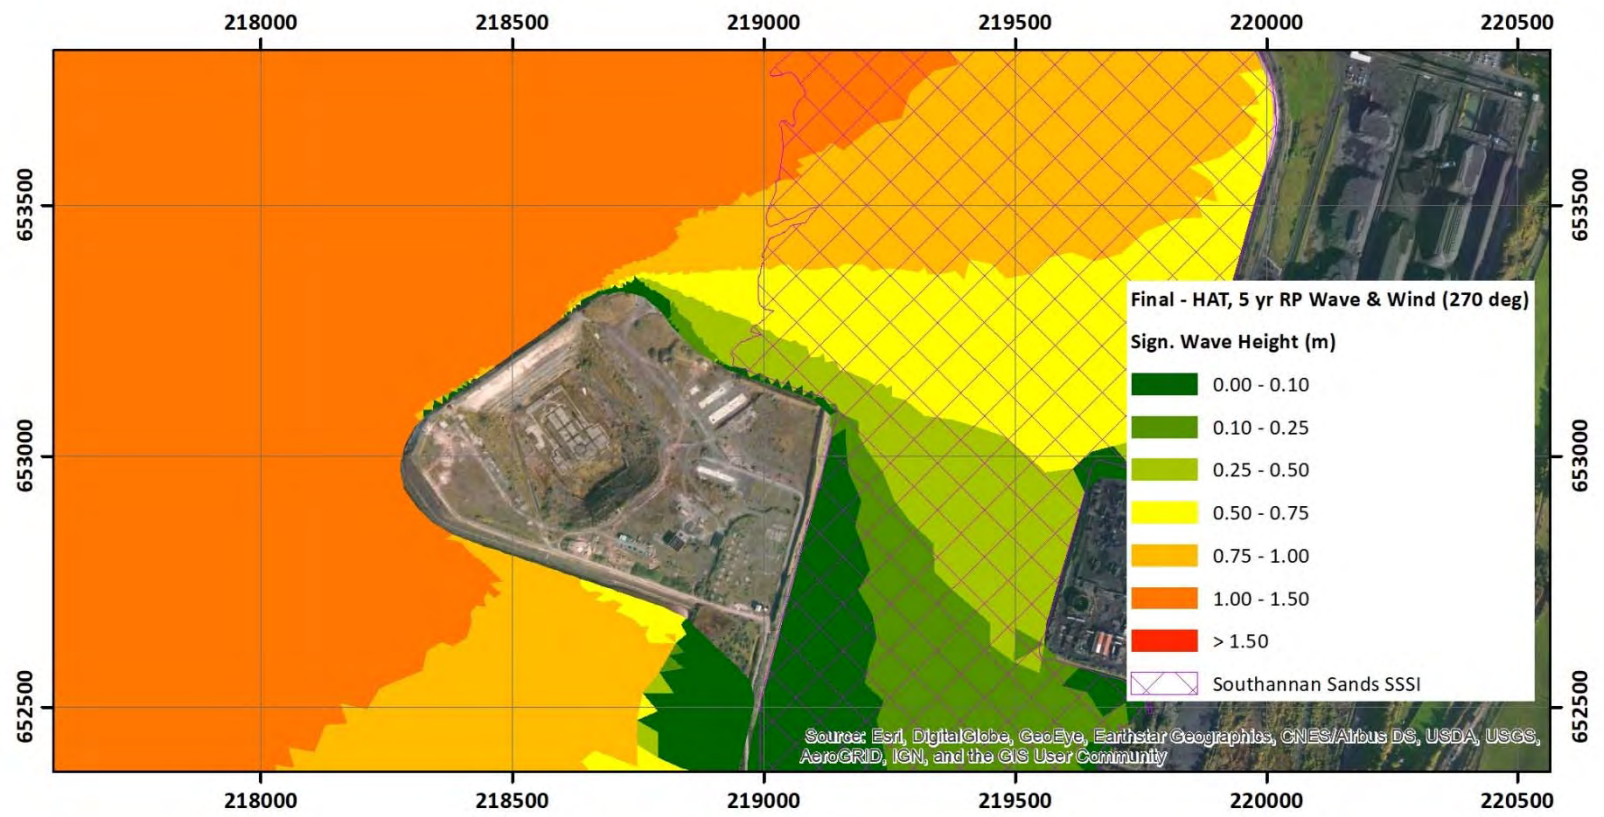 218000 218500 219000 219500 220000 220500
653500 653500
Final - HAT, 5 yr RP Wave & Wind (270 deg)
Sign. Wave Height (m)
0.00 - 0.10
0.10 - 0.25
653000 653000
0.25 - 0.50
0.50 - 0.75
0.75 - 1.00
1.00 - 1.50
> 1.50
Southannan Sands SSSI
652500 652500
Source: Esri, DigitalGlobe, GeoEye, Earthstar Geographics, CNES/Airbus DS, USDA, USGS,
AeroGRID, IGN, and the GIS User Community
218000 218500 219000 219500 220000 220500